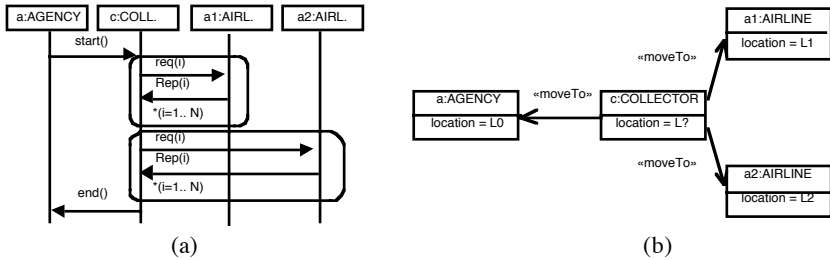 a:AGENCY
c:COLL.
a1:AIRL.
a2:AIRL.
start()
req(i)
Rep(i)
*(i=1.. N)
req(i)
Rep(i)
*(i=1.. N)
end()
(a)
a1:AIRLINE
location = L1
«moveTo»
«moveTo»
a:AGENCY
location = L0
c:COLLECTOR
location = L?
«moveTo»
a2:AIRLINE
location = L2
(b)